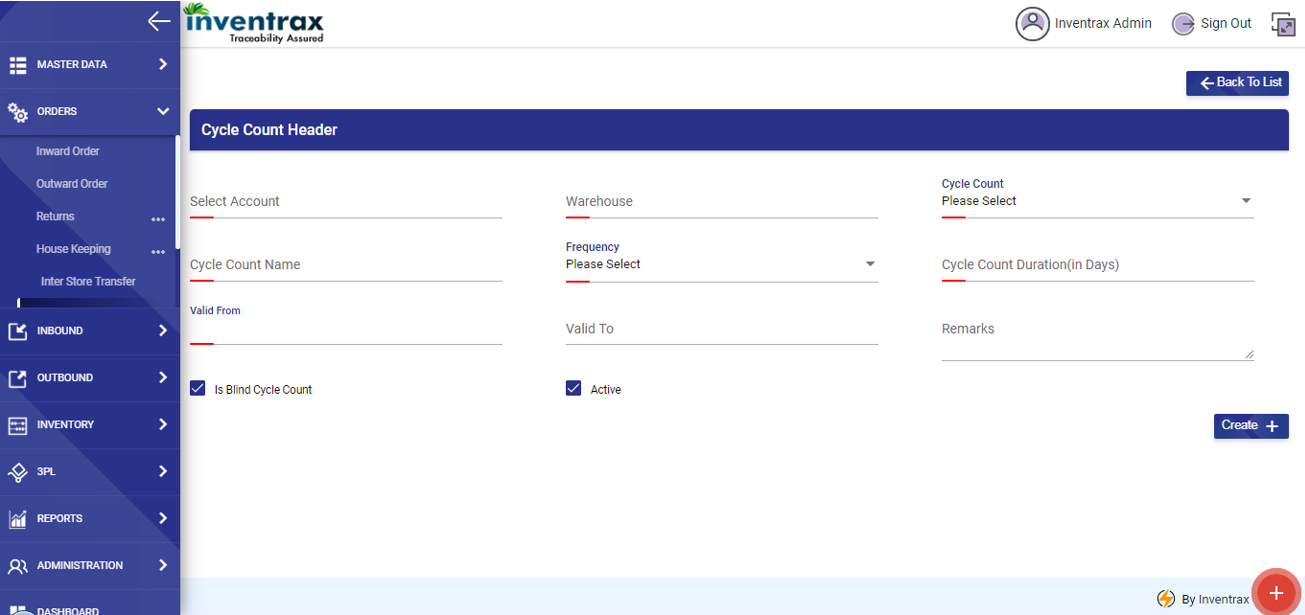 inventrax
Traceability Assured
Inventrax Admin
Sign Out
MASTER DATA
ORDERS
Inward Order
Outward Order
Returns
House Keeping
Inter Store Transfer
INBOUND
OUTBOUND
INVENTORY
3PL
REPORTS
ADMINISTRATION
DASHBOARD
Back To List
Cycle Count Header
Select Account
Warehouse
Cycle Count
Please Select
Cycle Count Name
Frequency
Please Select
Cycle Count Duration(in Days)
Valid From
Valid To
Remarks
Is Blind Cycle Count
Active
Create +
By Inventrax